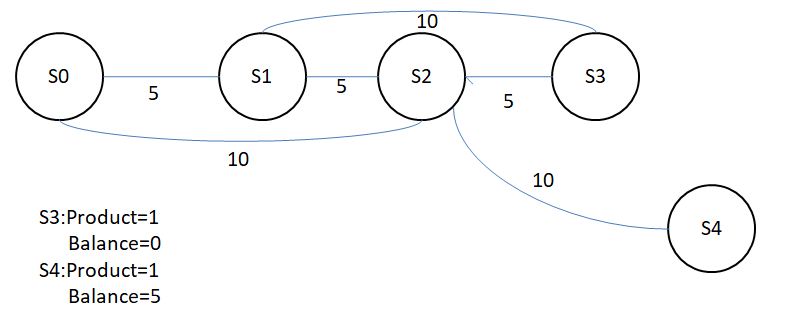 10
S0
S1
S2
S3
5
5
5
10
10
S4
S3:Product=1
Balance=0
S4:Product=1
Balance=5